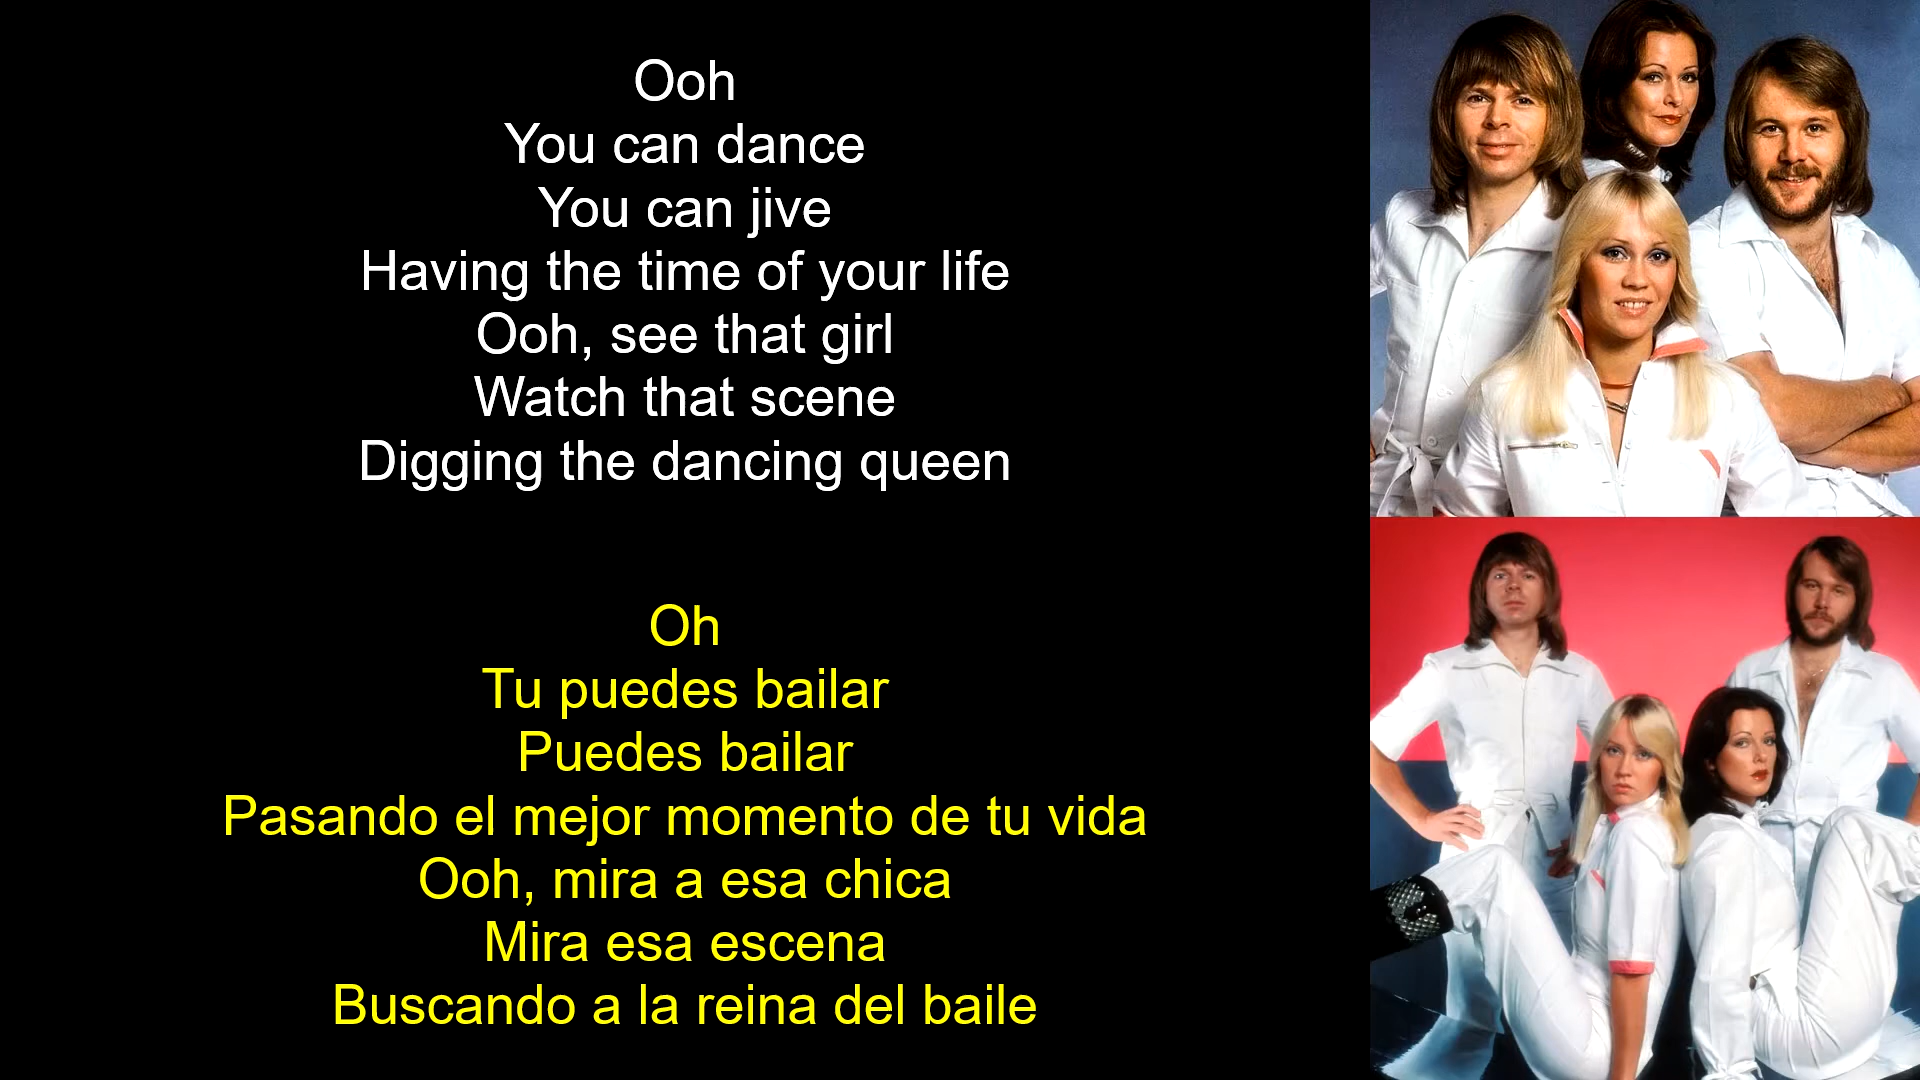 Ooh
You can dance
You can jive
Having the time of your life
Ooh, see that girl
Watch that scene
Digging the dancing queen
Oh
Tu puedes bailar
Puedes bailar
Pasando el mejor momento de tu vida
Ooh, mira a esa chica
Mira esa escena
Buscando a la reina del baile